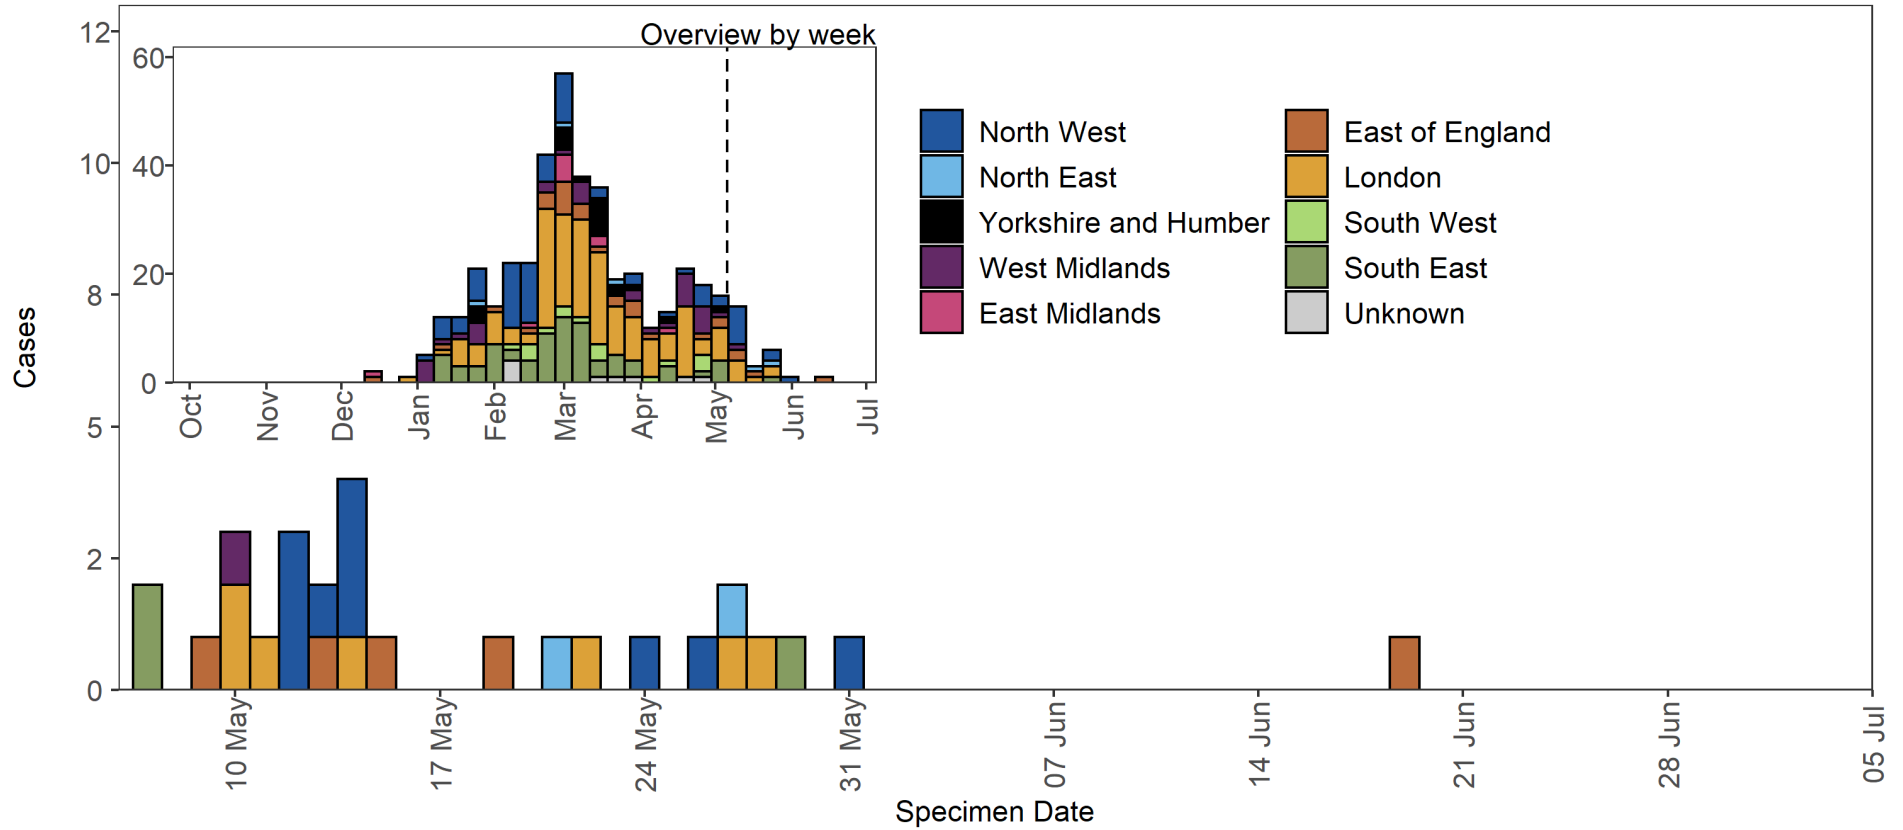 Overview by week
12
10
8
5
2
0
Cases
60
40
20
0
Oct
Nov
Dec
Jan
Feb
Mar
Apr
May
Jun
Jul
North West
North East
Yorkshire and Humber
West Midlands
East Midlands
East of England
London
South West
South East
Unknown
10 May
17 May
24 May
31 May
07 Jun
14 Jun
21 Jun
28 Jun
05 Jul
Specimen Date